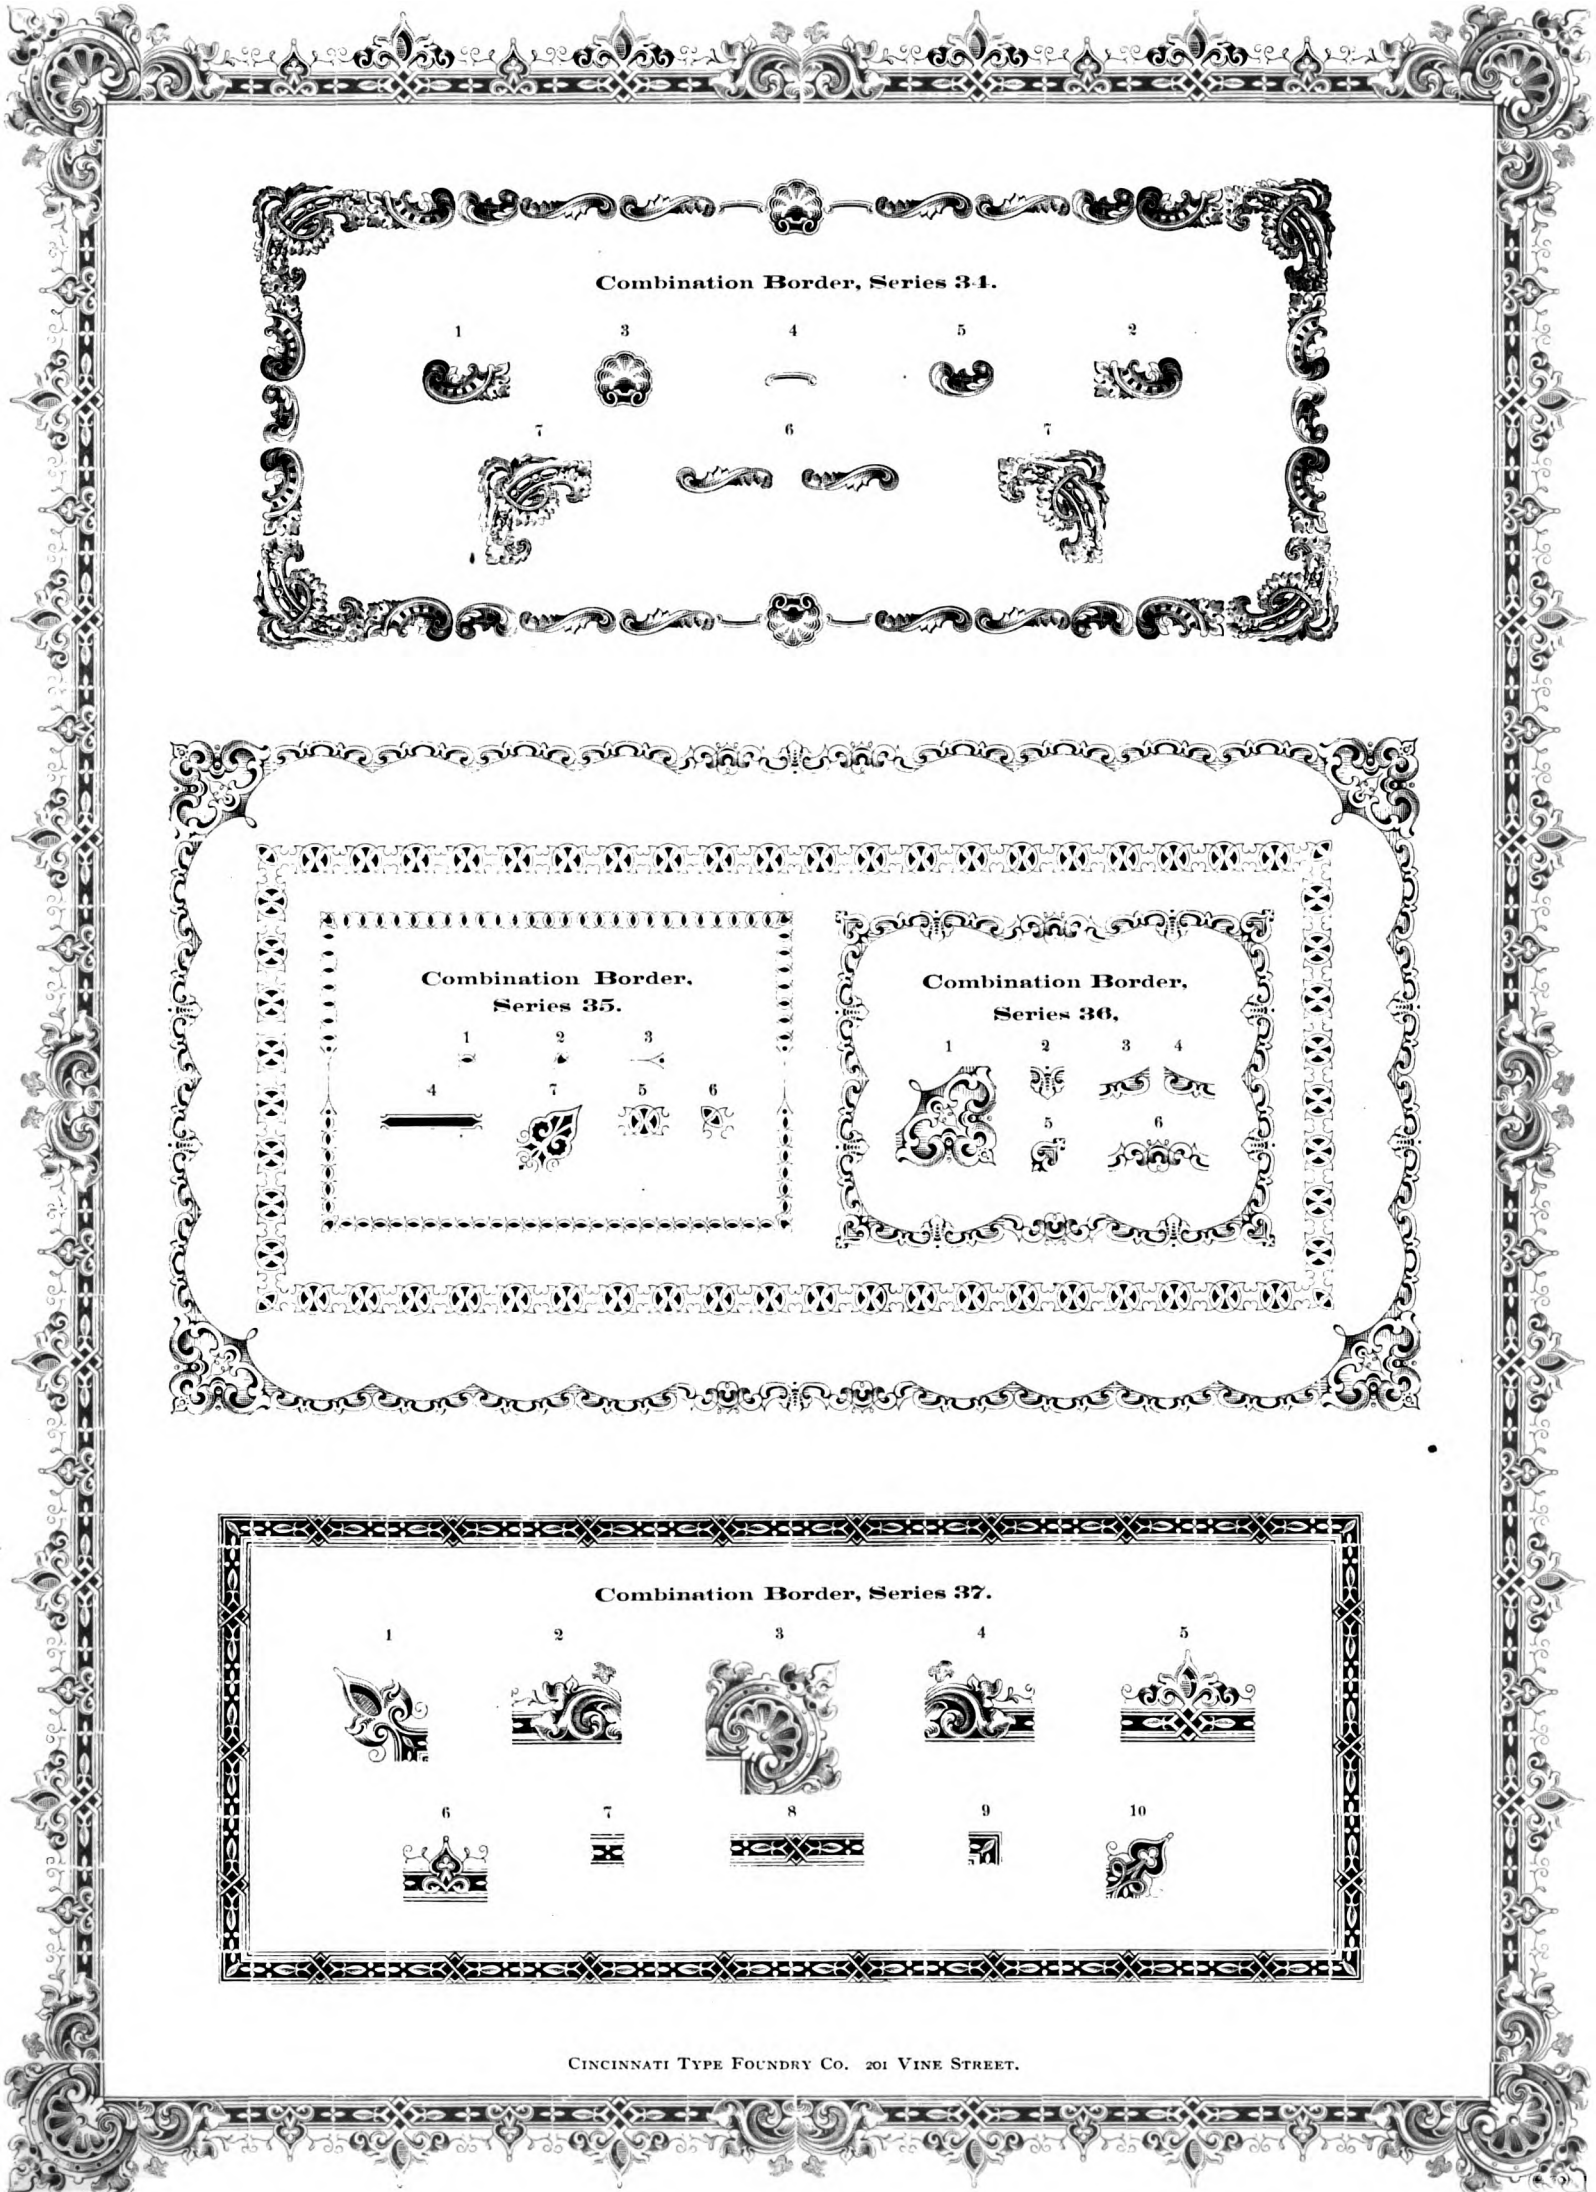 Combination Border, Series 34.
1 3 4 5 2
7 6 7
Combination Border,
Series 35.
1 2 3
4 7 5 6
Combination Border,
Series 36,
1 2 3 4
5 6
Combination Border, Series 37.
1 2 3 4 5
6 7 8 9 10
CINCINNATI TYPE FOUNDRY CO. 201 VINE STREET.